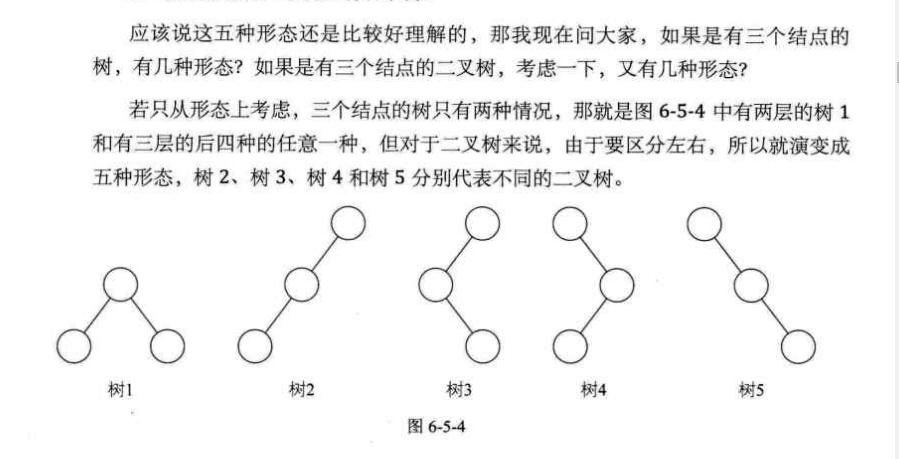 应该说这五种形态还是比较好理解的，那我现在问大家，如果是有三个结点的
树，有几种形态？如果是有三个结点的二叉树，考虑一下，又有几种形态？
若只从形态上考虑，三个结点的树只有两种情况，那就是图 6-5-4 中有两层的树 1
和有三层的后四种的任意一种，但对于二叉树来说，由于要区分左右，所以就演变成
五种形态，树 2、树 3、树 4 和树 5 分别代表不同的二叉树。
树1 树2 树3 树4 树5
图 6-5-4